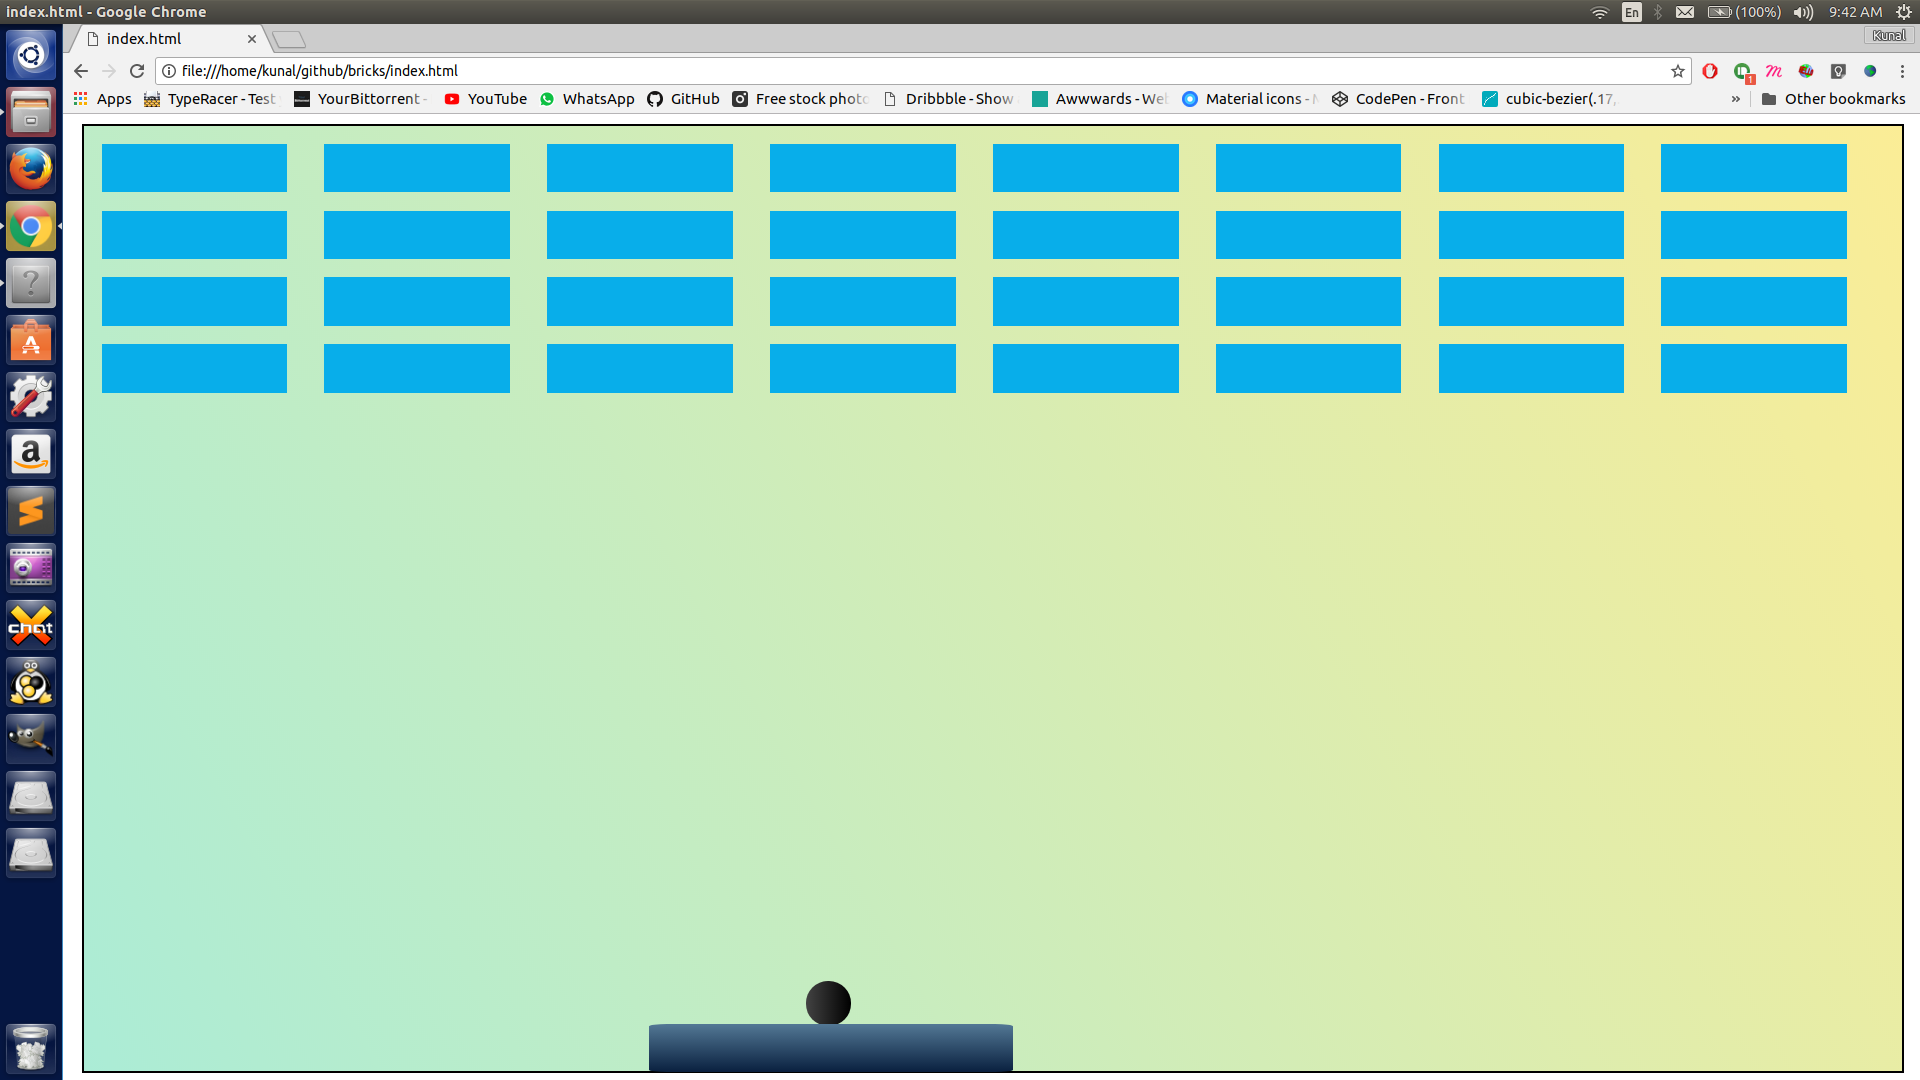 index.html - Google Chrome
En
(100%)
9:42 AM
index.html
Kunal
file:///home/kunal/github/bricks/index.html
1
Apps
TypeRacer - Test
YourBittorrent -
YouTube
WhatsApp
GitHub
Free stock photo
Dribbble - Show
Awwwards - Web
Material icons -
CodePen - Front
cubic-bezier(.17,
»
Other bookmarks
?
A
a
chat